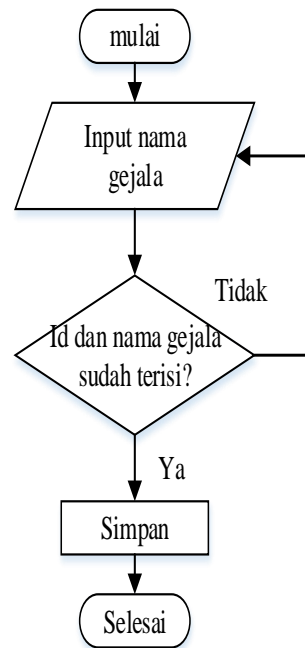 mulai
Input nama
gejala
Tidak
Id dan nama gejala
sudah terisi?
Ya
Simpan
Selesai